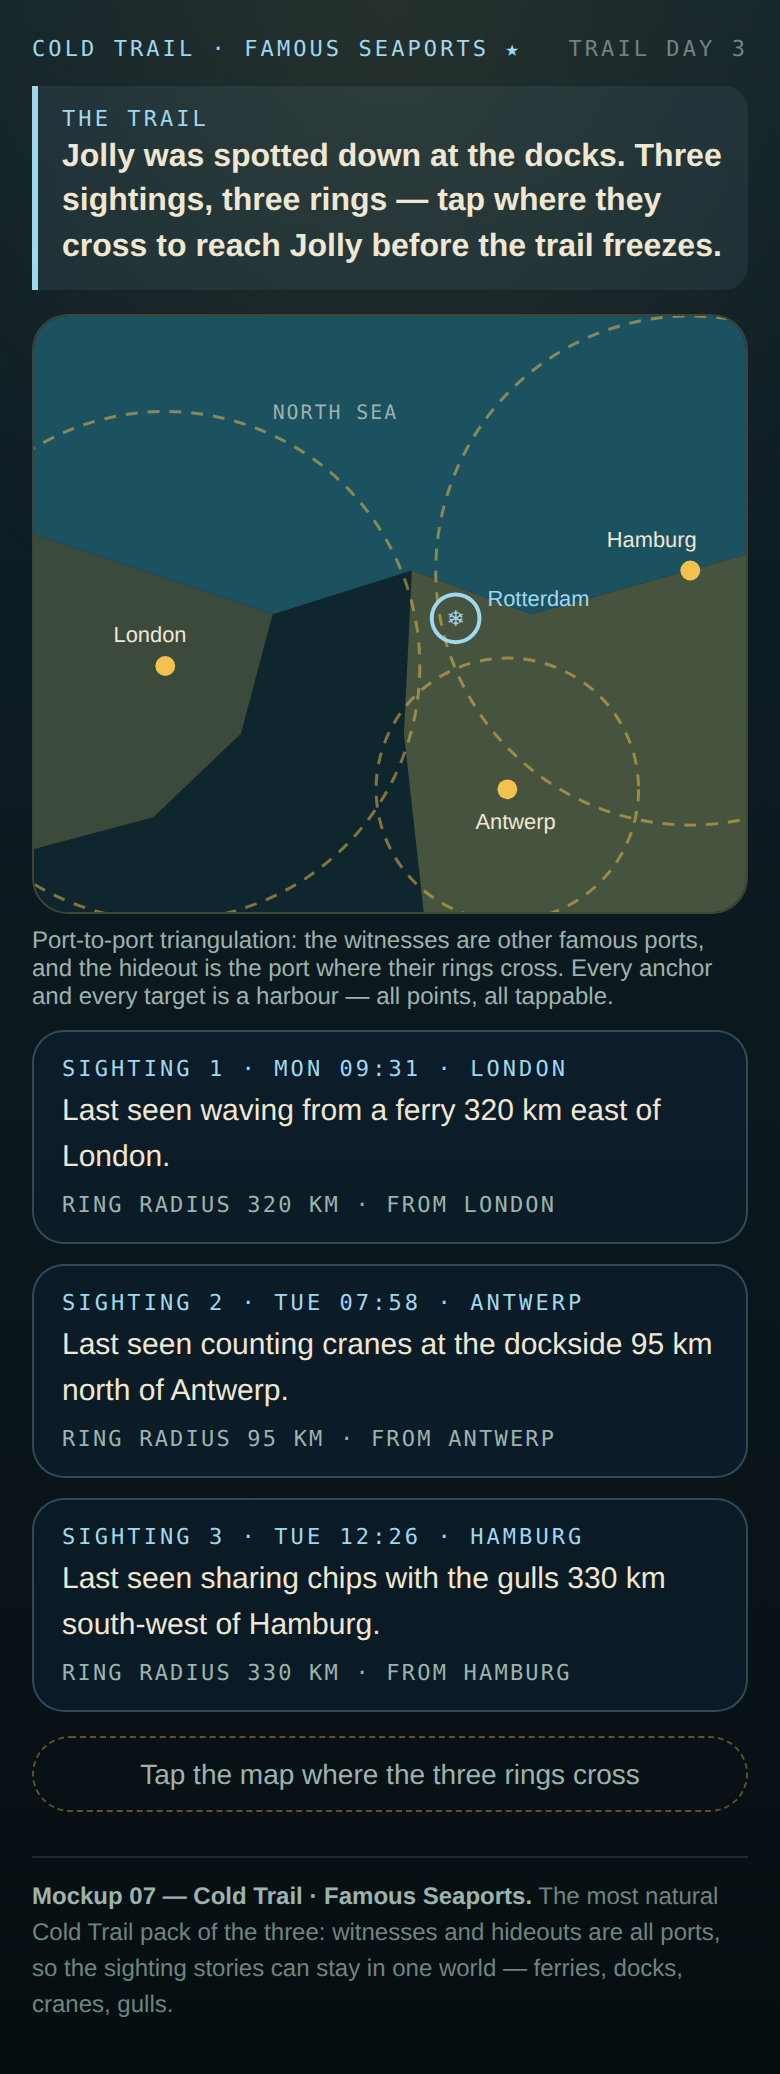 COLD TRAIL · FAMOUS SEAPORTS ★ TRAIL DAY 3
THE TRAIL
Jolly was spotted down at the docks. Three
sightings, three rings — tap where they
cross to reach Jolly before the trail freezes.
NORTH SEA
Hamburg
Rotterdam
London
Antwerp
Port-to-port triangulation: the witnesses are other famous ports,
and the hideout is the port where their rings cross. Every anchor
and every target is a harbour — all points, all tappable.
SIGHTING 1 · MON 09:31 · LONDON
Last seen waving from a ferry 320 km east of
London.
RING RADIUS 320 KM · FROM LONDON
SIGHTING 2 · TUE 07:58 · ANTWERP
Last seen counting cranes at the dockside 95 km
north of Antwerp.
RING RADIUS 95 KM · FROM ANTWERP
SIGHTING 3 · TUE 12:26 · HAMBURG
Last seen sharing chips with the gulls 330 km
south-west of Hamburg.
RING RADIUS 330 KM · FROM HAMBURG
Tap the map where the three rings cross
Mockup 07 — Cold Trail · Famous Seaports. The most natural
Cold Trail pack of the three: witnesses and hideouts are all ports,
so the sighting stories can stay in one world — ferries, docks,
cranes, gulls.